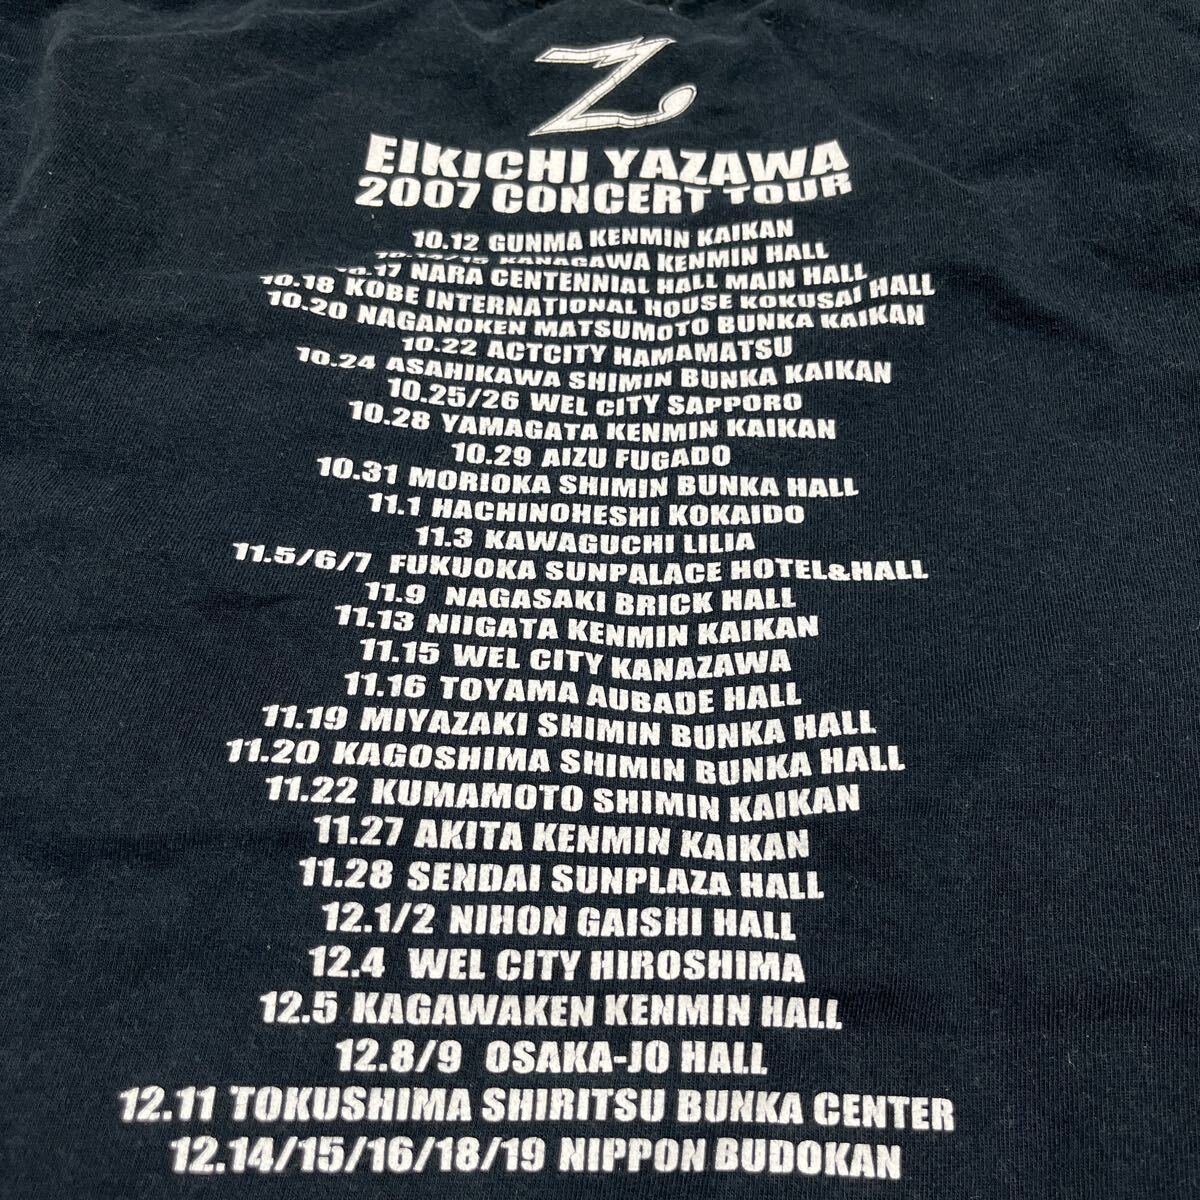 Z
EIKICHI YAZAWA
2007 CONCERT TOUR
10.12 GUNMA KENMIN KAIKAN
KANAGAWA KENMIN HALL
10.17 NARA CENTENNIAL HALL MAIN HALL
10.18 KOBE INTERNATIONAL HOUSE KOKUSAI HALL
10.20 NAGANOKEN MATSUMOTO BUNKA KAIKAN
10.22 ACTCITY HAMAMATSU
10.24 ASAHIKAWA SHIMIN BUNKA KAIKAN
10.25/26 WEL CITY SAPPORO
10.28 YAMAGATA KENMIN KAIKAN
10.29 AIZU FUGADO
10.31 MORIOKA SHIMIN BUNKA HALL
11.1 HACHINOHESHI KOKAIDO
11.3 KAWAGUCHI LILIA
11.5/6/7 FUKUOKA SUNPALACE HOTEL&HALL
11.9 NAGASAKI BRICK HALL
11.13 NIIGATA KENMIN KAIKAN
11.15 WEL CITY KANAZAWA
11.16 TOYAMA AUBADE HALL
11.19 MIYAZAKI SHIMIN BUNKA HALL
11.20 KAGOSHIMA SHIMIN BUNKA HALL
11.22 KUMAMOTO SHIMIN KAIKAN
11.27 AKITA KENMIN KAIKAN
11.28 SENDAI SUNPLAZA HALL
12.1/2 NIHON GAISHI HALL
12.4 WEL CITY HIROSHIMA
12.5 KAGAWAKEN KENMIN HALL
12.8/9 OSAKA-JO HALL
12.11 TOKUSHIMA SHIRITSU BUNKA CENTER
12.14/15/16/18/19 NIPPON BUDOKAN